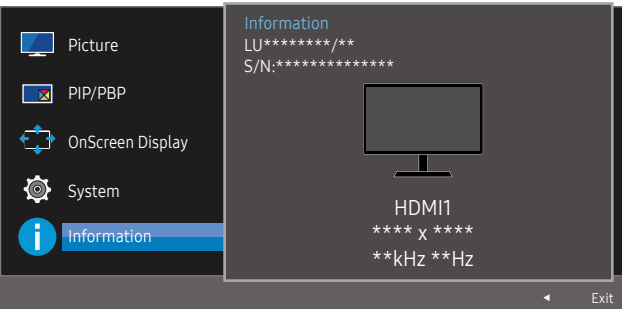 Picture
PIP/PBP
OnScreen Display
System
Information
Information
LU********/**
S/N:**************
HDMI1
**** x ****
**kHz **Hz
Exit